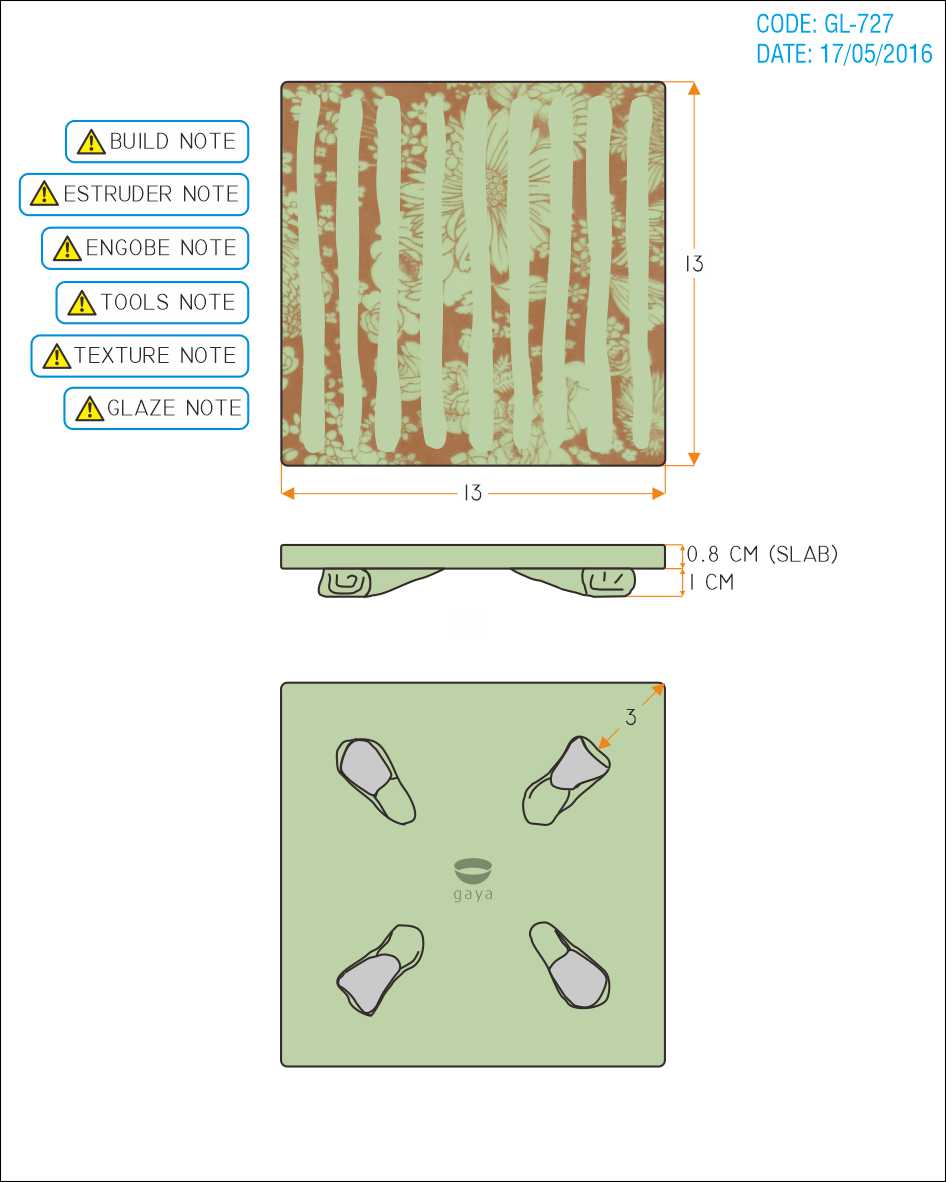 CODE: GL-727
DATE: 17/05/2016
BUILD NOTE
ESTRUDER NOTE
ENGOBE NOTE
TOOLS NOTE
TEXTURE NOTE
GLAZE NOTE
13
13
0.8 CM (SLAB)
1 CM
3
gaya